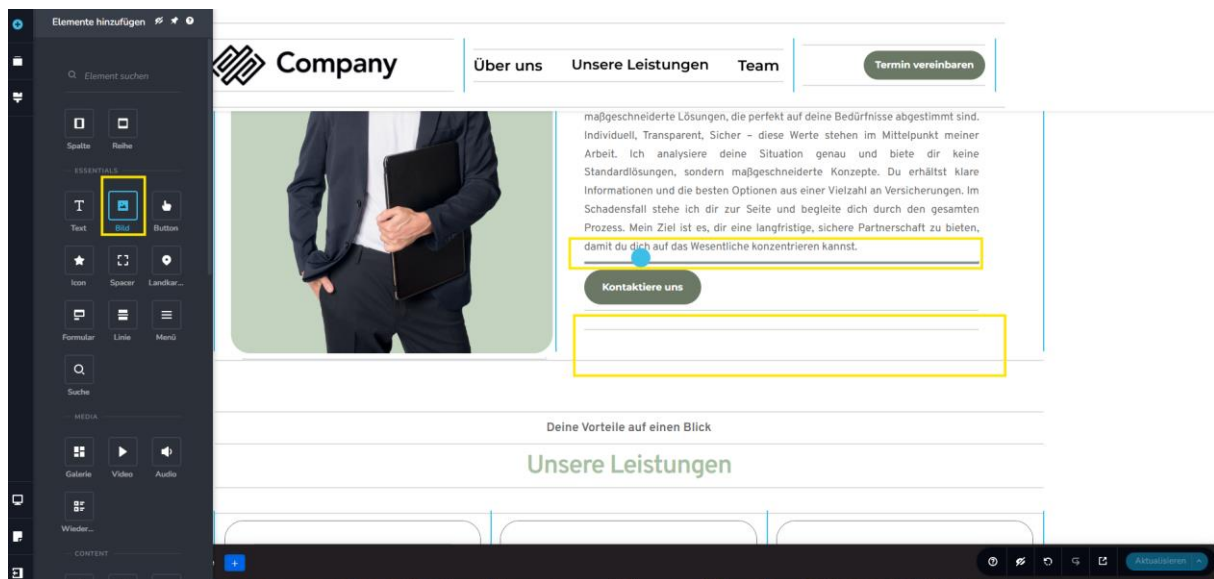 Elemente hinzufügen
Element suchen
Spalte
Reihe
ESSENTIALS
Text
Bild
Button
Icon
Spacer
Landkar...
Formular
Linie
Menü
Suche
MEDIA
Galerie
Video
Audio
Wieder...
CONTENT
Company
Über uns
Unsere Leistungen
Team
Termin vereinbaren
maßgeschneiderte Lösungen, die perfekt auf deine Bedürfnisse abgestimmt sind.
Individuell, Transparent, Sicher – diese Werte stehen im Mittelpunkt meiner
Arbeit. Ich analysiere deine Situation genau und biete dir keine
Standardlösungen, sondern maßgeschneiderte Konzepte. Du erhältst klare
Informationen und die besten Optionen aus einer Vielzahl an Versicherungen. Im
Schadensfall stehe ich dir zur Seite und begleite dich durch den gesamten
Prozess. Mein Ziel ist es, dir eine langfristige, sichere Partnerschaft zu bieten,
damit du dich auf das Wesentliche konzentrieren kannst.
Kontaktiere uns
Deine Vorteile auf einen Blick
Unsere Leistungen
Aktualisieren